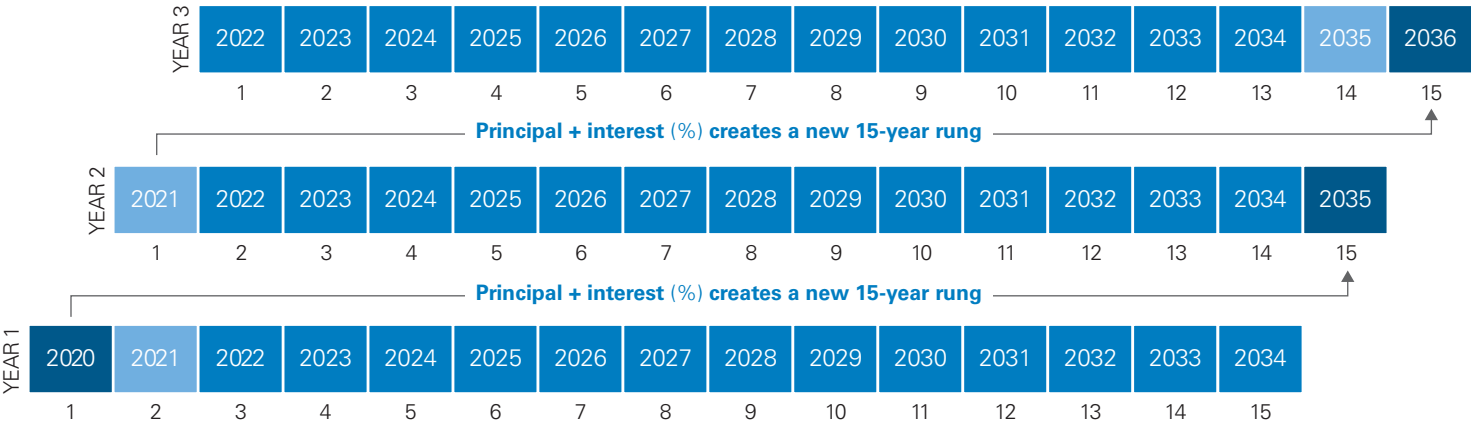 YEAR 3
2022 2023 2024 2025 2026 2027 2028 2029 2030 2031 2032 2033 2034 2035 2036
1 2 3 4 5 6 7 8 9 10 11 12 13 14 15
Principal + interest (%) creates a new 15-year rung
YEAR 2
2021 2022 2023 2024 2025 2026 2027 2028 2029 2030 2031 2032 2033 2034 2035
1 2 3 4 5 6 7 8 9 10 11 12 13 14 15
Principal + interest (%) creates a new 15-year rung
YEAR 1
2020 2021 2022 2023 2024 2025 2026 2027 2028 2029 2030 2031 2032 2033 2034
1 2 3 4 5 6 7 8 9 10 11 12 13 14 15